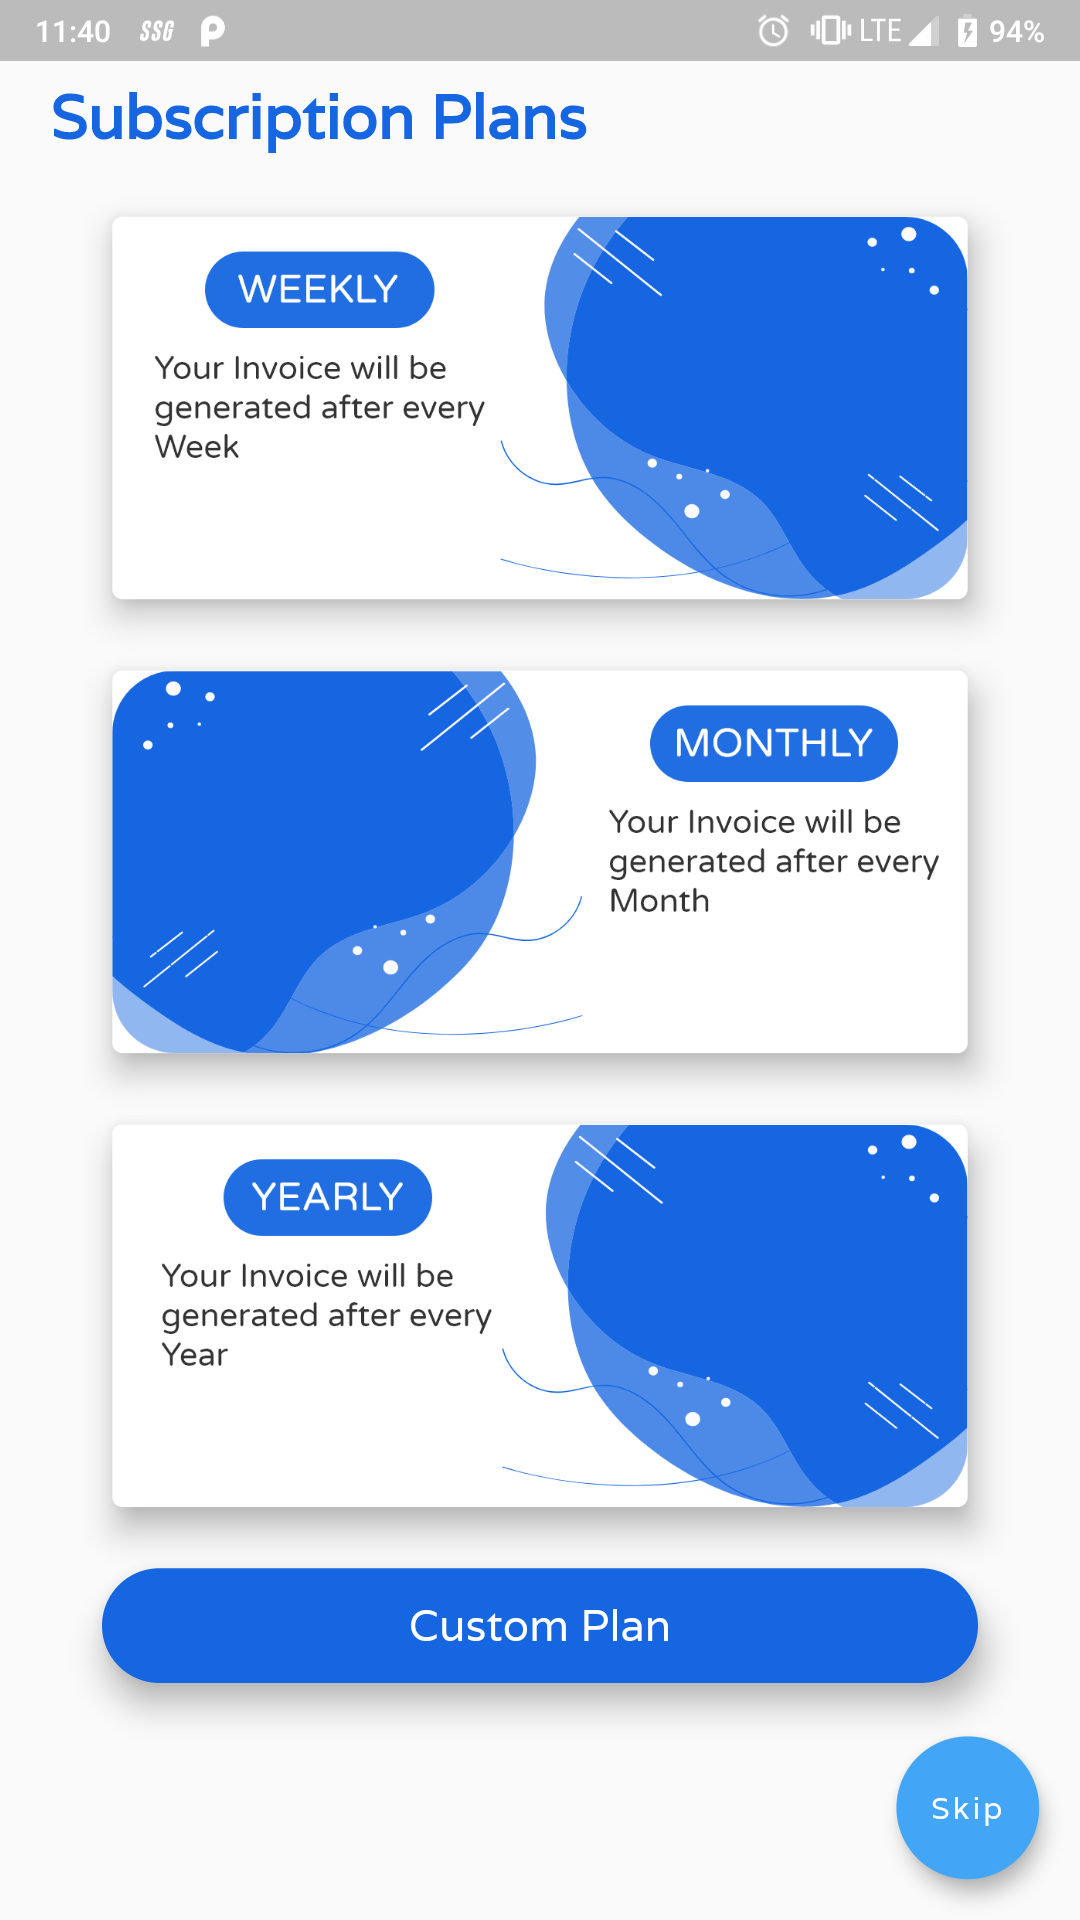 11:40 SSG LTE 94%
Subscription Plans
WEEKLY
Your Invoice will be
generated after every
Week
MONTHLY
Your Invoice will be
generated after every
Month
YEARLY
Your Invoice will be
generated after every
Year
Custom Plan
Skip